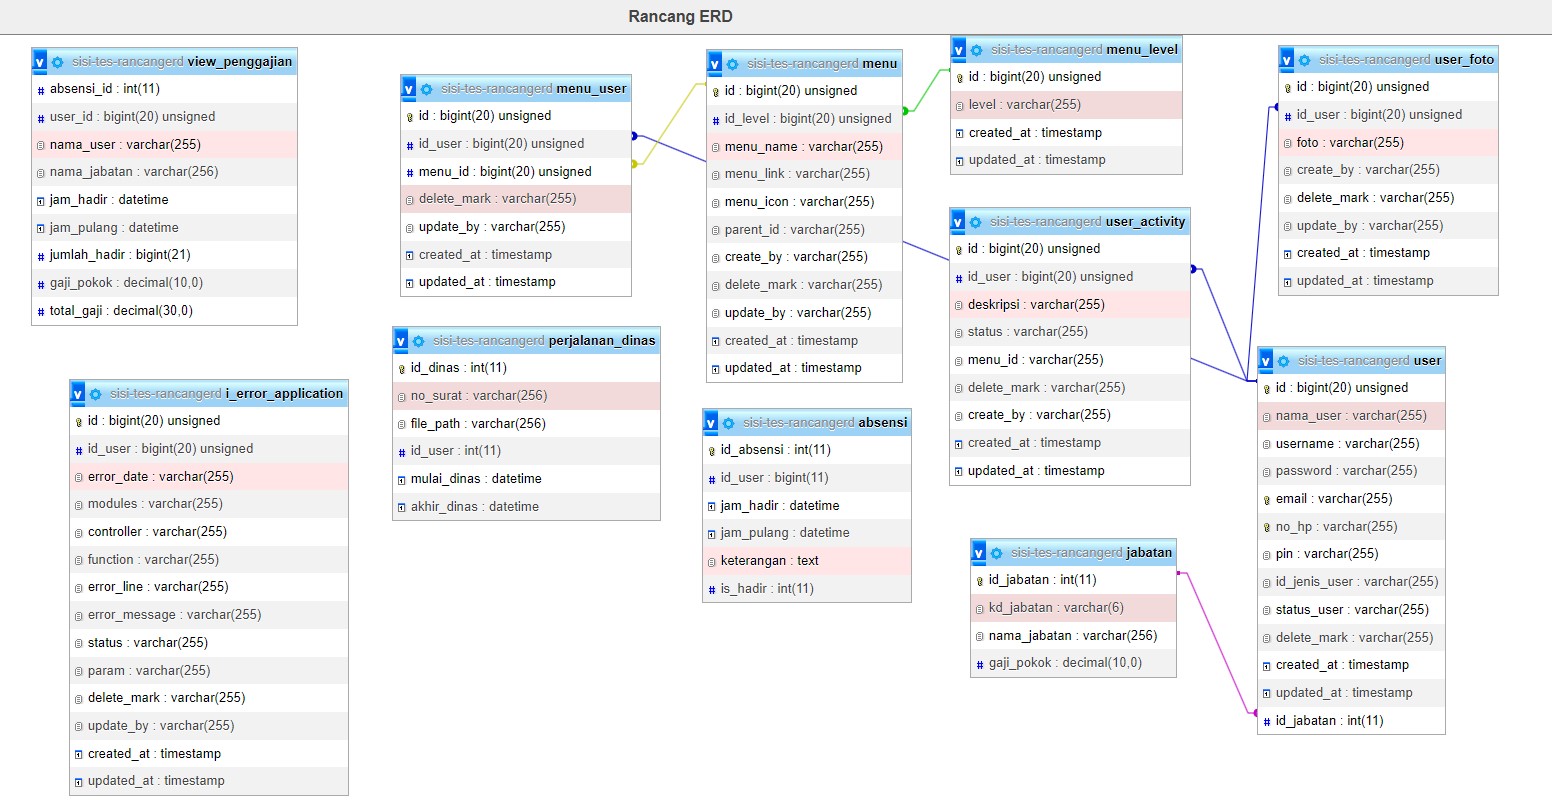 Rancang ERD
v sisi-tes-rancangerd view_penggajian
# absensi_id : int(11)
# user_id : bigint(20) unsigned
nama_user : varchar(255)
nama_jabatan : varchar(256)
jam_hadir : datetime
jam_pulang : datetime
# jumlah_hadir : bigint(21)
# gaji_pokok : decimal(10,0)
# total_gaji : decimal(30,0)
v sisi-tes-rancangerd menu_user
id : bigint(20) unsigned
# id_user : bigint(20) unsigned
# menu_id : bigint(20) unsigned
delete_mark : varchar(255)
update_by : varchar(255)
created_at : timestamp
updated_at : timestamp
v sisi-tes-rancangerd menu
id : bigint(20) unsigned
# id_level : bigint(20) unsigned
menu_name : varchar(255)
menu_link : varchar(255)
menu_icon : varchar(255)
parent_id : varchar(255)
create_by : varchar(255)
delete_mark : varchar(255)
update_by : varchar(255)
created_at : timestamp
updated_at : timestamp
v sisi-tes-rancangerd menu_level
id : bigint(20) unsigned
level : varchar(255)
created_at : timestamp
updated_at : timestamp
v sisi-tes-rancangerd user_foto
id : bigint(20) unsigned
# id_user : bigint(20) unsigned
foto : varchar(255)
create_by : varchar(255)
delete_mark : varchar(255)
update_by : varchar(255)
created_at : timestamp
updated_at : timestamp
v sisi-tes-rancangerd user_activity
id : bigint(20) unsigned
# id_user : bigint(20) unsigned
deskripsi : varchar(255)
status : varchar(255)
menu_id : varchar(255)
delete_mark : varchar(255)
create_by : varchar(255)
created_at : timestamp
updated_at : timestamp
v sisi-tes-rancangerd perjalanan_dinas
id_dinas : int(11)
no_surat : varchar(256)
file_path : varchar(256)
# id_user : int(11)
mulai_dinas : datetime
akhir_dinas : datetime
v sisi-tes-rancangerd i_error_application
id : bigint(20) unsigned
# id_user : bigint(20) unsigned
error_date : varchar(255)
modules : varchar(255)
controller : varchar(255)
function : varchar(255)
error_line : varchar(255)
error_message : varchar(255)
status : varchar(255)
param : varchar(255)
delete_mark : varchar(255)
update_by : varchar(255)
created_at : timestamp
updated_at : timestamp
v sisi-tes-rancangerd absensi
id_absensi : int(11)
# id_user : bigint(11)
jam_hadir : datetime
jam_pulang : datetime
keterangan : text
# is_hadir : int(11)
v sisi-tes-rancangerd jabatan
id_jabatan : int(11)
kd_jabatan : varchar(6)
nama_jabatan : varchar(256)
# gaji_pokok : decimal(10,0)
v sisi-tes-rancangerd user
id : bigint(20) unsigned
nama_user : varchar(255)
username : varchar(255)
password : varchar(255)
email : varchar(255)
no_hp : varchar(255)
pin : varchar(255)
id_jenis_user : varchar(255)
status_user : varchar(255)
delete_mark : varchar(255)
created_at : timestamp
updated_at : timestamp
# id_jabatan : int(11)